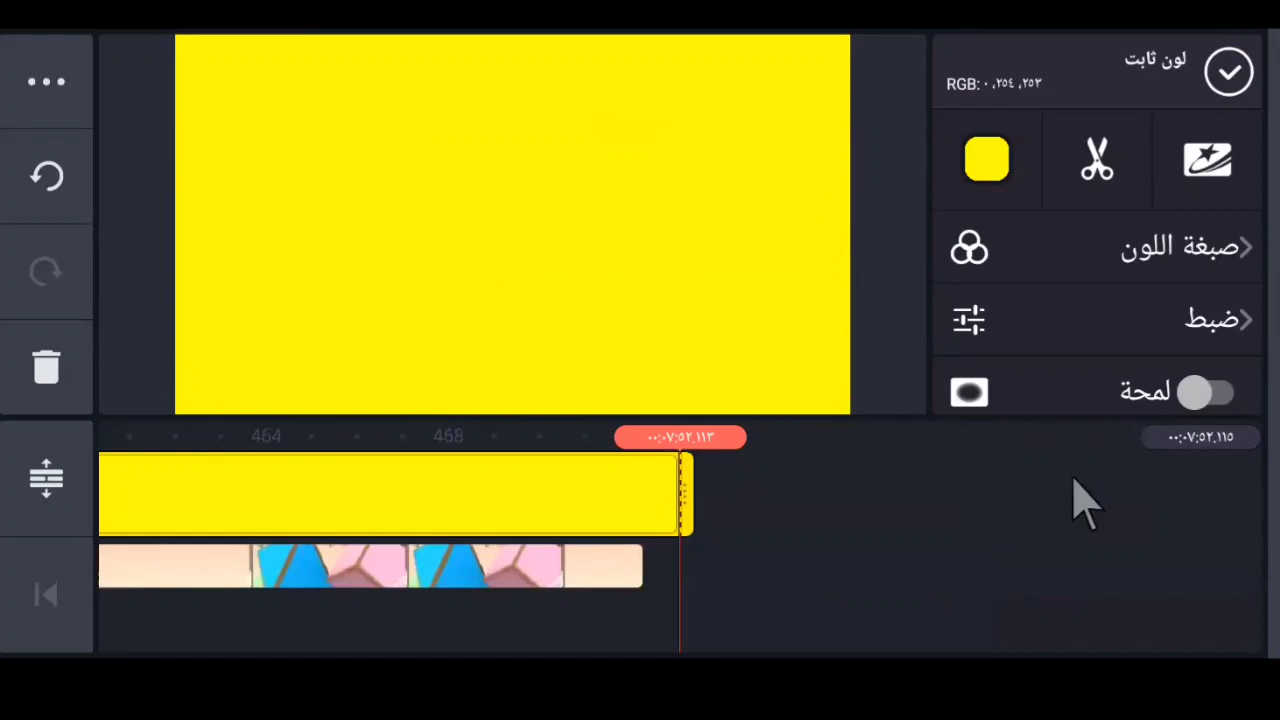 لون ثابت
RGB: ٠،٢٥٤،٢٥٣
صبغة اللون
ضبط
لمحة
464
468
٠٠:٠٧:٥٢.١١٣
٠٠:٠٧:٥٢.١١٥